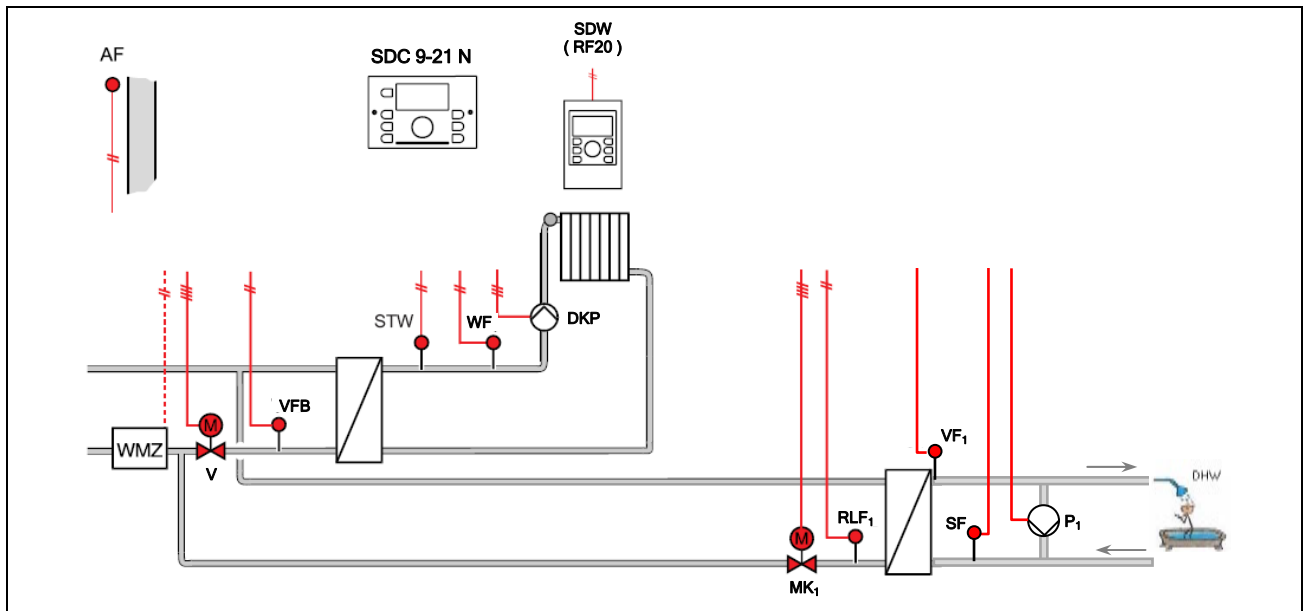 SDW
( RF20 )
AF
SDC 9-21 N
STW
WF
DKP
VFB
M
WMZ
V
VF1
DHW
RLF1
SF
P1
M
MK1